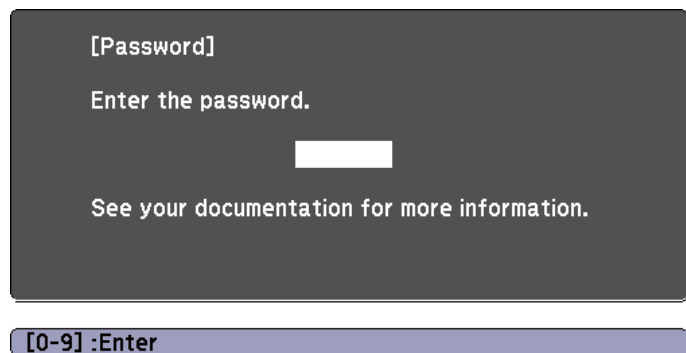 [Password]
Enter the password.
See your documentation for more information.
[0-9] :Enter